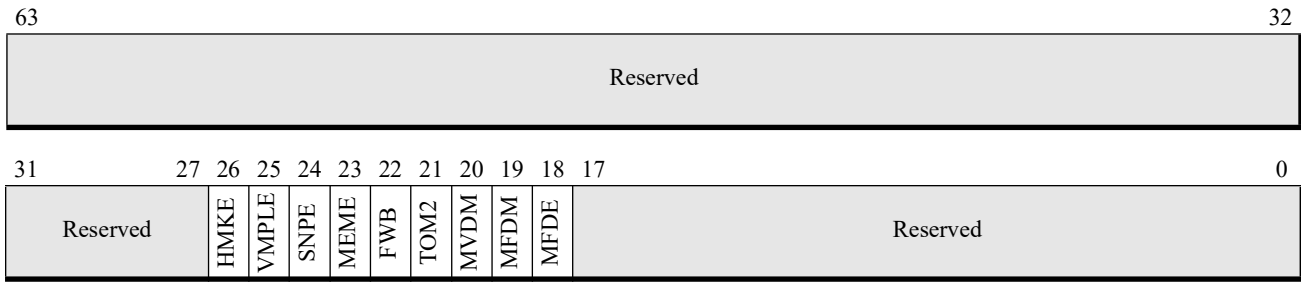 63 32
Reserved
31 27 26 25 24 23 22 21 20 19 18 17 0
Reserved HMKE VMPLE SNPE MEME FWB TOM2 MVDM MFDM MFDE Reserved